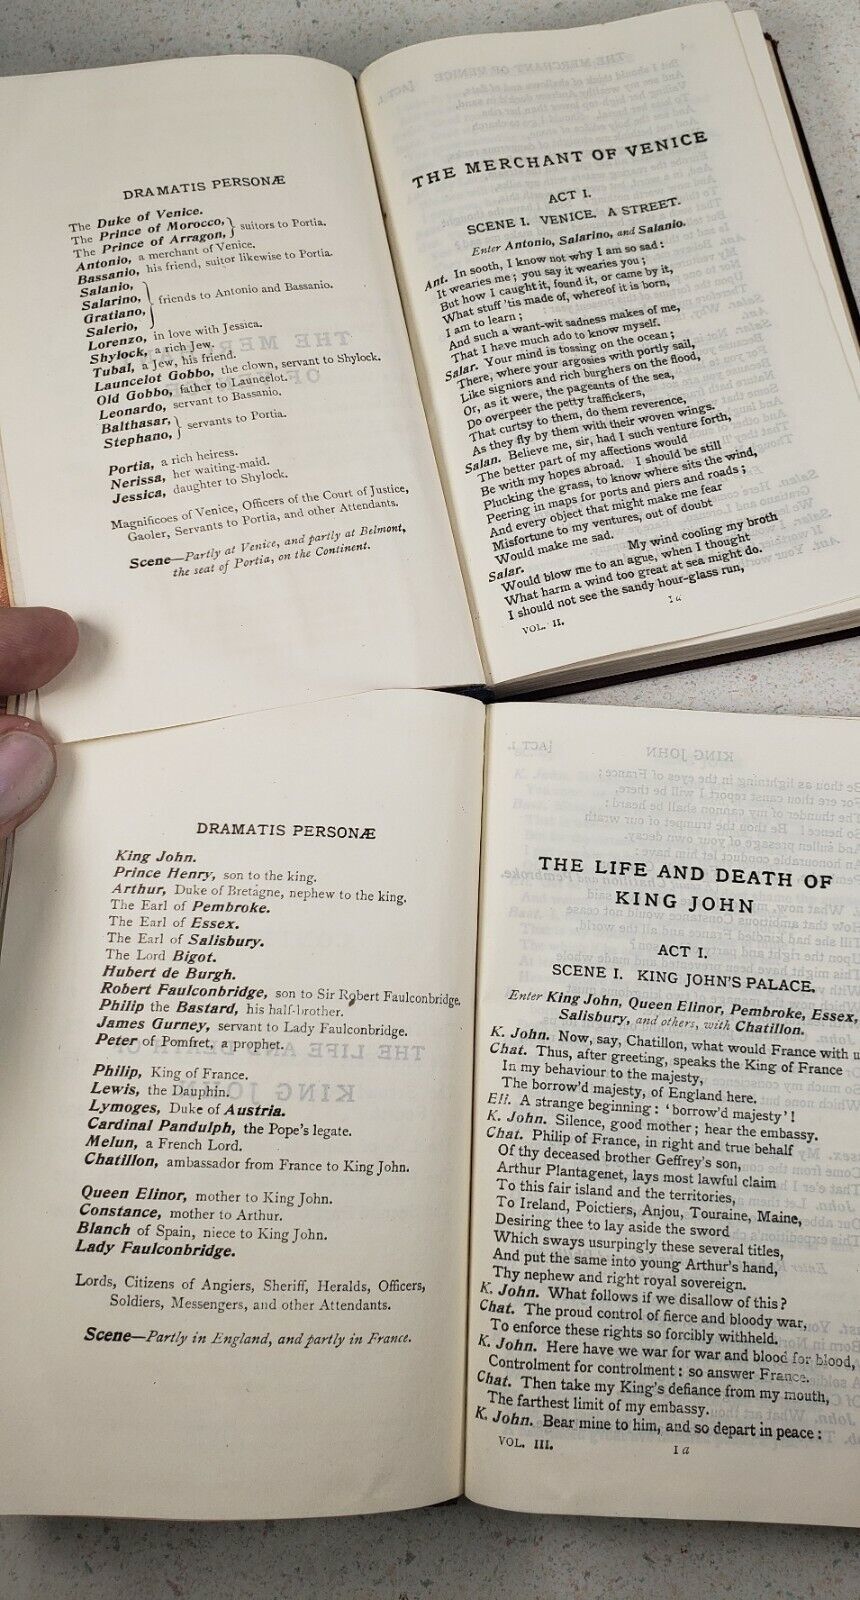 DRAMATIS PERSONÆ
The Duke of Venice.
The Prince of Morocco,
The Prince of Arragon, } suitors to Portia.
Antonio, a merchant of Venice.
Bassanio, his friend, suitor likewise to Portia.
Salanio,
Salarino,
Gratiano,
Salerio, } friends to Antonio and Bassanio.
Lorenzo, in love with Jessica.
Shylock, a rich Jew.
Tubal, a Jew, his friend.
Launcelot Gobbo, the clown, servant to Shylock.
Old Gobbo, father to Launcelot.
Leonardo, servant to Bassanio.
Balthasar,
Stephano, } servants to Portia.
Portia, a rich heiress.
Nerissa, her waiting-maid.
Jessica, daughter to Shylock.
Magnificoes of Venice, Officers of the Court of Justice,
Gaoler, Servants to Portia, and other Attendants.
Scene—Partly at Venice, and partly at Belmont,
the seat of Portia, on the Continent.
THE MERCHANT OF VENICE
ACT I.
SCENE I. VENICE. A STREET.
Enter Antonio, Salarino, and Salanio.
Ant. In sooth, I know not why I am so sad:
It wearies me; you say it wearies you;
But how I caught it, found it, or came by it,
What stuff 'tis made of, whereof it is born,
I am to learn;
And such a want-wit sadness makes of me,
That I have much ado to know myself.
Salar. Your mind is tossing on the ocean;
There, where your argosies with portly sail,
Like signiors and rich burghers on the flood,
Or, as it were, the pageants of the sea,
Do overpeer the petty traffickers,
That curtsy to them, do them reverence,
As they fly by them with their woven wings.
Salan. Believe me, sir, had I such venture forth,
The better part of my affections would
Be with my hopes abroad. I should be still
Plucking the grass, to know where sits the wind,
Peering in maps for ports and piers and roads;
And every object that might make me fear
Misfortune to my ventures, out of doubt
Would make me sad.
Salar. My wind cooling my broth
Would blow me to an ague, when I thought
What harm a wind too great at sea might do.
I should not see the sandy hour-glass run,
VOL. II. 1a
DRAMATIS PERSONÆ
King John.
Prince Henry, son to the king.
Arthur, Duke of Bretagne, nephew to the king.
The Earl of Pembroke.
The Earl of Essex.
The Earl of Salisbury.
The Lord Bigot.
Hubert de Burgh.
Robert Faulconbridge, son to Sir Robert Faulconbridge.
Philip the Bastard, his half-brother.
James Gurney, servant to Lady Faulconbridge.
Peter of Pomfret, a prophet.
Philip, King of France.
Lewis, the Dauphin.
Lymoges, Duke of Austria.
Cardinal Pandulph, the Pope's legate.
Melun, a French Lord.
Chatillon, ambassador from France to King John.
Queen Elinor, mother to King John.
Constance, mother to Arthur.
Blanch of Spain, niece to King John.
Lady Faulconbridge.
Lords, Citizens of Angiers, Sheriff, Heralds, Officers,
Soldiers, Messengers, and other Attendants.
Scene—Partly in England, and partly in France.
THE LIFE AND DEATH OF
KING JOHN
ACT I.
SCENE I. KING JOHN'S PALACE.
Enter King John, Queen Elinor, Pembroke, Essex,
Salisbury, and others, with Chatillon.
K. John. Now, say, Chatillon, what would France with u
Chat. Thus, after greeting, speaks the King of France
In my behaviour to the majesty,
The borrow'd majesty, of England here.
Eli. A strange beginning: 'borrow'd majesty'!
K. John. Silence, good mother; hear the embassy.
Chat. Philip of France, in right and true behalf
Of thy deceased brother Geffrey's son,
Arthur Plantagenet, lays most lawful claim
To this fair island and the territories,
To Ireland, Poictiers, Anjou, Touraine, Maine,
Desiring thee to lay aside the sword
Which sways usurpingly these several titles,
And put the same into young Arthur's hand,
Thy nephew and right royal sovereign.
K. John. What follows if we disallow of this?
Chat. The proud control of fierce and bloody war,
To enforce these rights so forcibly withheld.
K. John. Here have we war for war and blood for blood,
Controlment for controlment: so answer France.
Chat. Then take my King's defiance from my mouth,
The farthest limit of my embassy.
K. John. Bear mine to him, and so depart in peace:
VOL. III. 1a